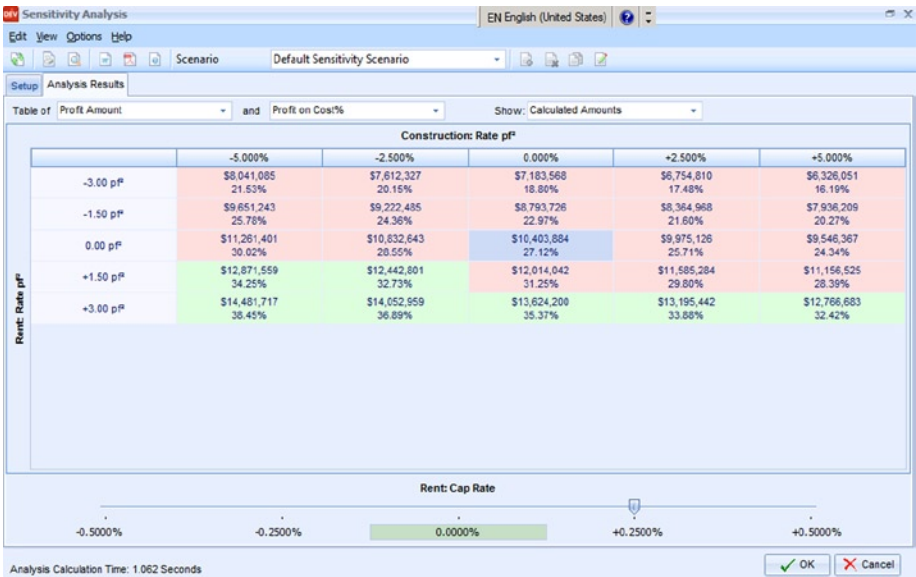 DEV Sensitivity Analysis
EN English (United States)
Edit View Options Help
Scenario Default Sensitivity Scenario
Setup Analysis Results
Table of Profit Amount and Profit on Cost% Show: Calculated Amounts
Construction: Rate pf²
-5.000% -2.500% 0.000% +2.500% +5.000%
-3.00 pf² $8,041,085 $7,612,327 $7,183,568 $6,754,810 $6,326,051
21.53% 20.15% 18.80% 17.48% 16.19%
-1.50 pf² $9,651,243 $9,222,485 $8,793,726 $8,364,968 $7,936,209
25.78% 24.36% 22.97% 21.60% 20.27%
0.00 pf² $11,261,401 $10,832,643 $10,403,884 $9,975,126 $9,546,367
30.02% 28.55% 27.12% 25.71% 24.34%
+1.50 pf² $12,871,559 $12,442,801 $12,014,042 $11,585,284 $11,156,525
34.25% 32.73% 31.25% 29.80% 28.39%
+3.00 pf² $14,481,717 $14,052,959 $13,624,200 $13,195,442 $12,766,683
38.45% 36.89% 35.37% 33.88% 32.42%
Rent: Rate pf²
Rent: Cap Rate
-0.5000% -0.2500% 0.0000% +0.2500% +0.5000%
Analysis Calculation Time: 1.062 Seconds
OK Cancel